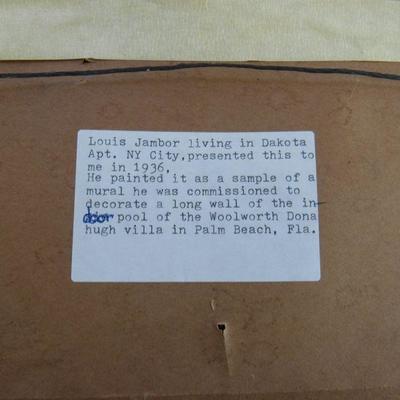 Louis Jambor living in Dakota
Apt. NY City,presented this to
me in 1936,
He painted it as a sample of a
mural he was commissioned to
decorate a long wall of the in-
door pool of the Woolworth Dona
hugh villa in Palm Beach, Fla.